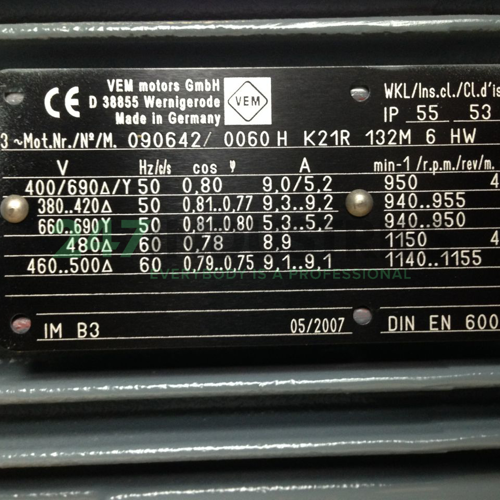 VEM motors GmbH
D 38855 Wernigerode
Made in Germany
CE
VEM
WKL/Ins.cl./Cl.d'is
IP 55 53
3 ~Mot.Nr./N°/M. 090642/ 0060 H K21R 132M 6 HW
V Hz/c/s cos φ A min-1 / r.p.m./rev/m.
400/690Δ/Y 50 0,80 9,0/5,2 950 4
380..420Δ 50 0,81..0,77 9,3..9,2 940..955
660..690Y 50 0,81..0,80 5,3..5,2 940..950
480Δ 60 0,78 8,9 1150 4
460..500Δ 60 0,79..0,75 9,1..9,1 1140..1155
EVERYBODY IS A PROFESSIONAL
IM B3 05/2007 DIN EN 600